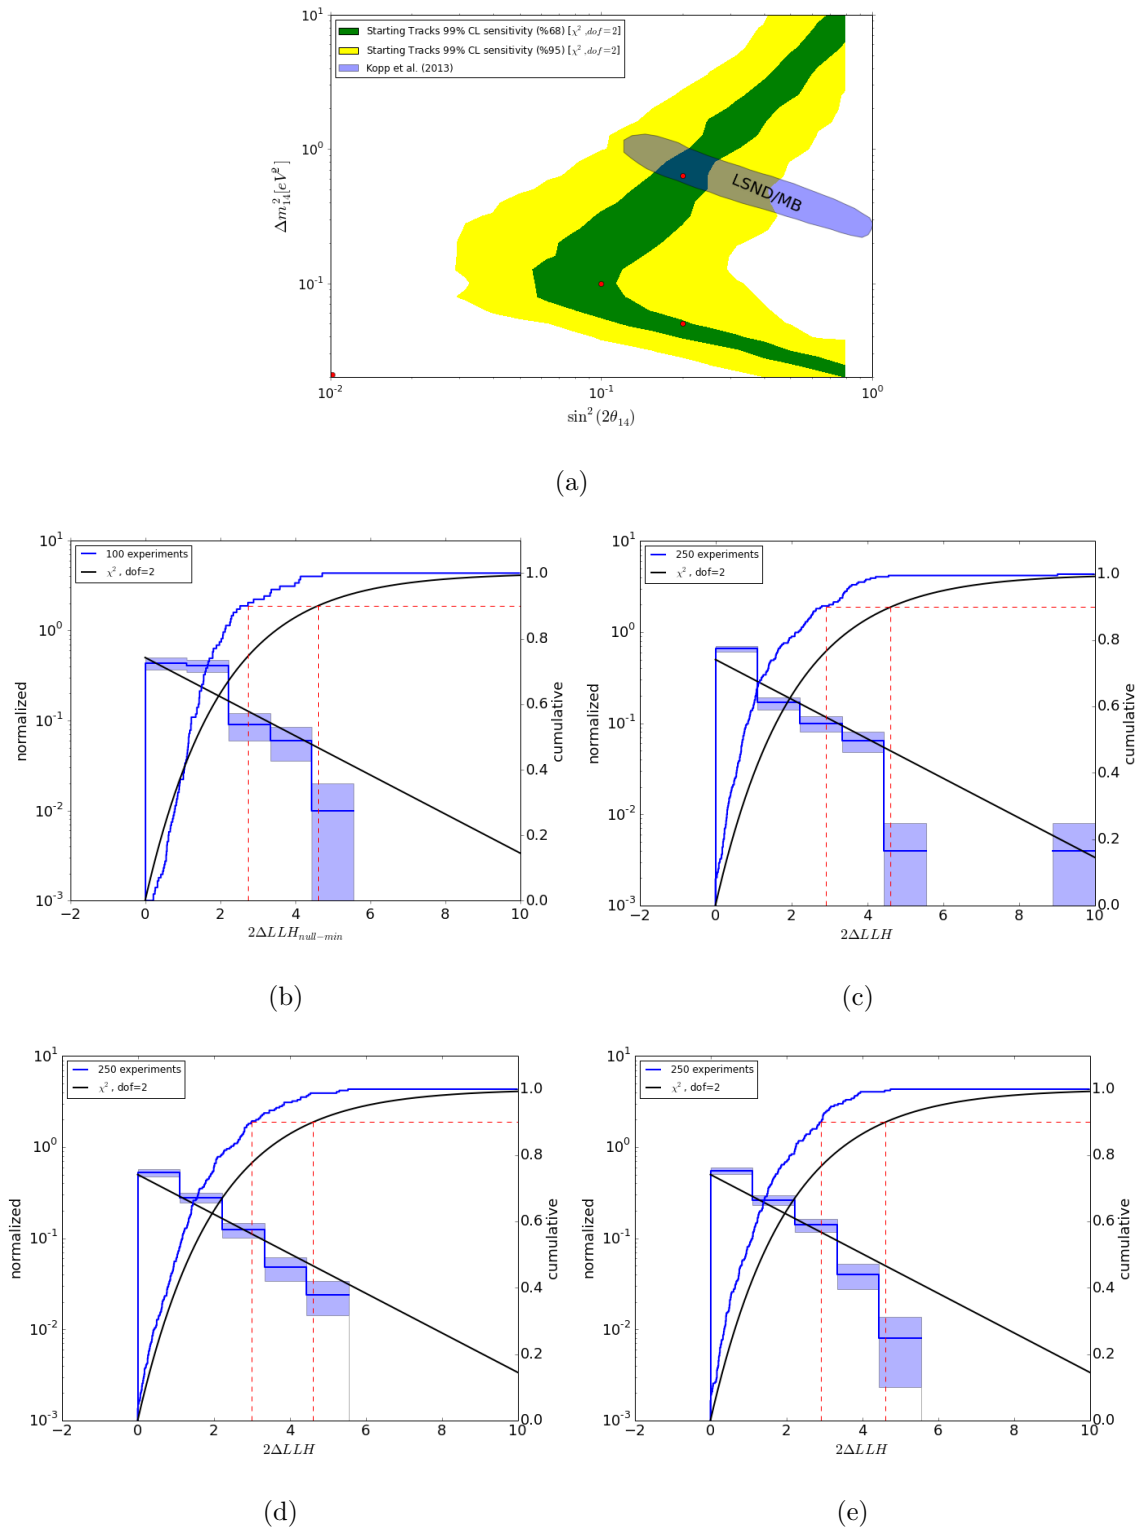 Starting Tracks 99% CL sensitivity (%68) [χ², dof=2]
Starting Tracks 99% CL sensitivity (%95) [χ², dof=2]
Kopp et al. (2013)
10^1
10^0
10^-1
Δm²_14 [eV²]
LSND/MB
10^-2
10^-1
10^0
sin²(2θ_14)
(a)
100 experiments
χ², dof=2
10^1
10^0
10^-1
10^-2
10^-3
normalized
1.0
0.8
0.6
0.4
0.2
0.0
cumulative
−2 0 2 4 6 8 10
2ΔLLH_null−min
(b)
250 experiments
χ², dof=2
10^1
10^0
10^-1
10^-2
10^-3
normalized
1.0
0.8
0.6
0.4
0.2
0.0
cumulative
−2 0 2 4 6 8 10
2ΔLLH
(c)
250 experiments
χ², dof=2
10^1
10^0
10^-1
10^-2
10^-3
normalized
1.0
0.8
0.6
0.4
0.2
0.0
cumulative
−2 0 2 4 6 8 10
2ΔLLH
(d)
250 experiments
χ², dof=2
10^1
10^0
10^-1
10^-2
10^-3
normalized
1.0
0.8
0.6
0.4
0.2
0.0
cumulative
−2 0 2 4 6 8 10
2ΔLLH
(e)